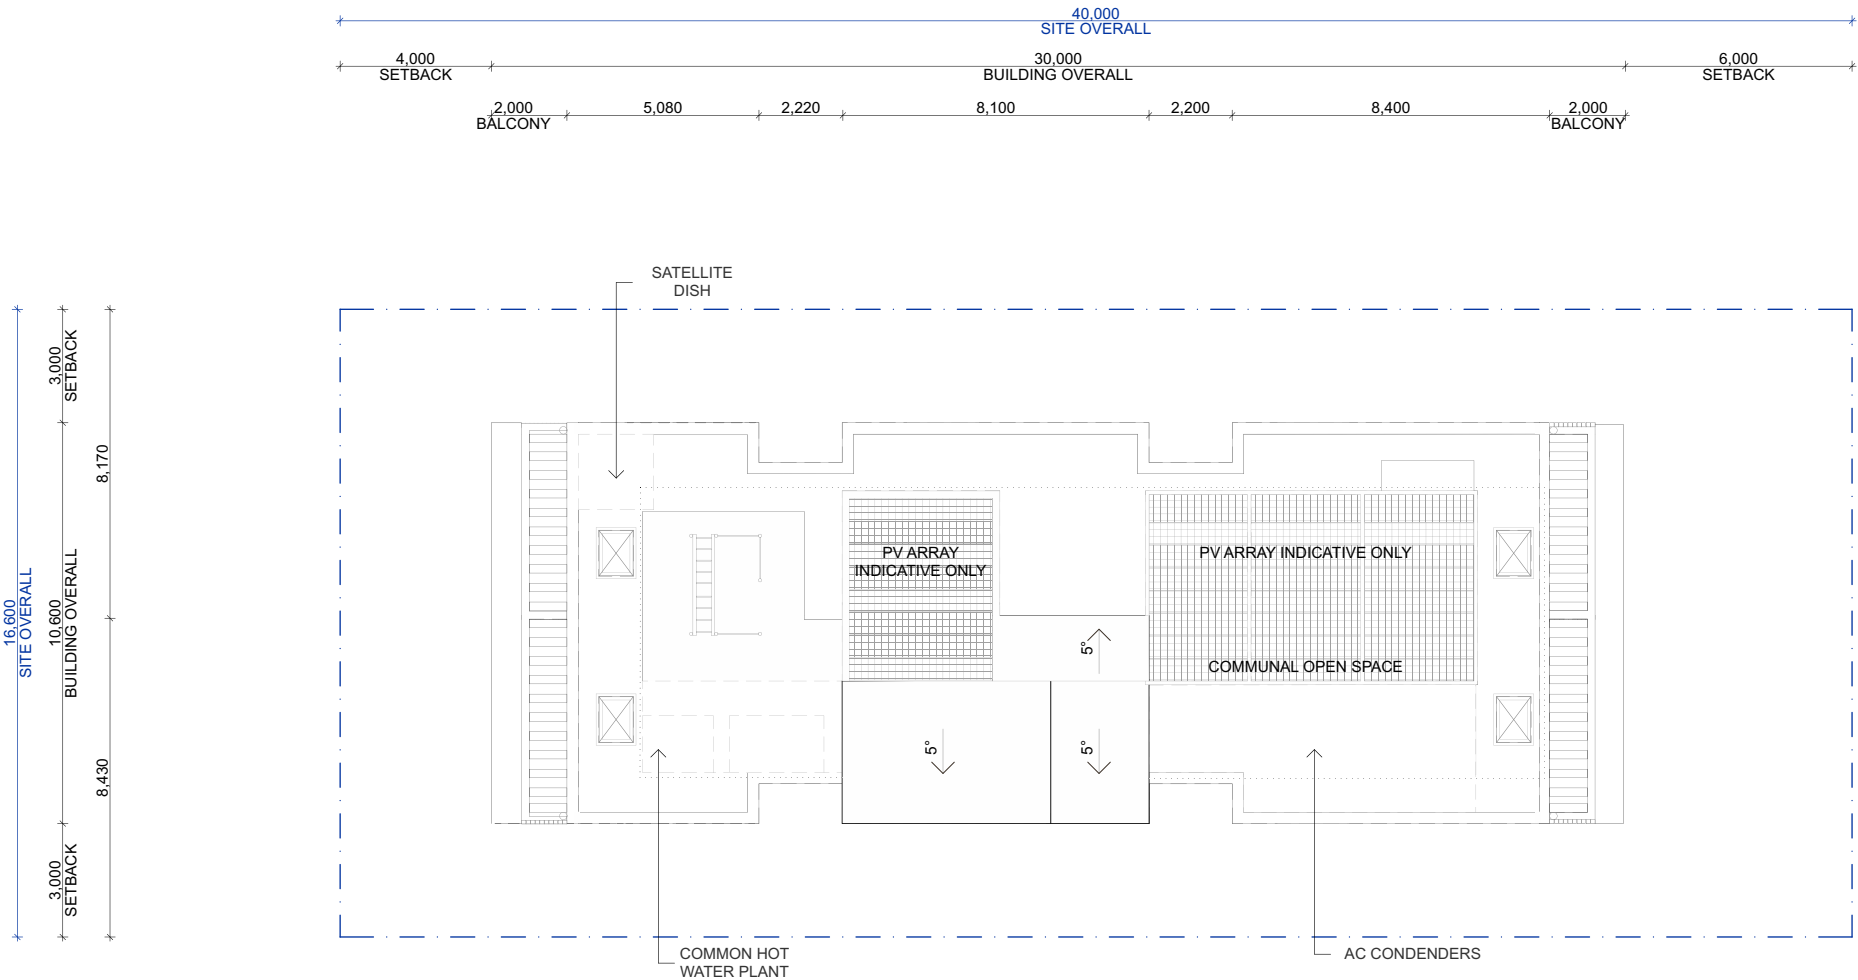 40,000
SITE OVERALL
4,000
SETBACK
30,000
BUILDING OVERALL
6,000
SETBACK
2,000
BALCONY
5,080
2,220
8,100
2,200
8,400
2,000
BALCONY
SATELLITE
DISH
16,600
SITE OVERALL
3,000
SETBACK
10,600
BUILDING OVERALL
3,000
SETBACK
8,170
8,430
PV ARRAY
INDICATIVE ONLY
PV ARRAY INDICATIVE ONLY
5°
COMMUNAL OPEN SPACE
5°
5°
COMMON HOT
WATER PLANT
AC CONDENDERS